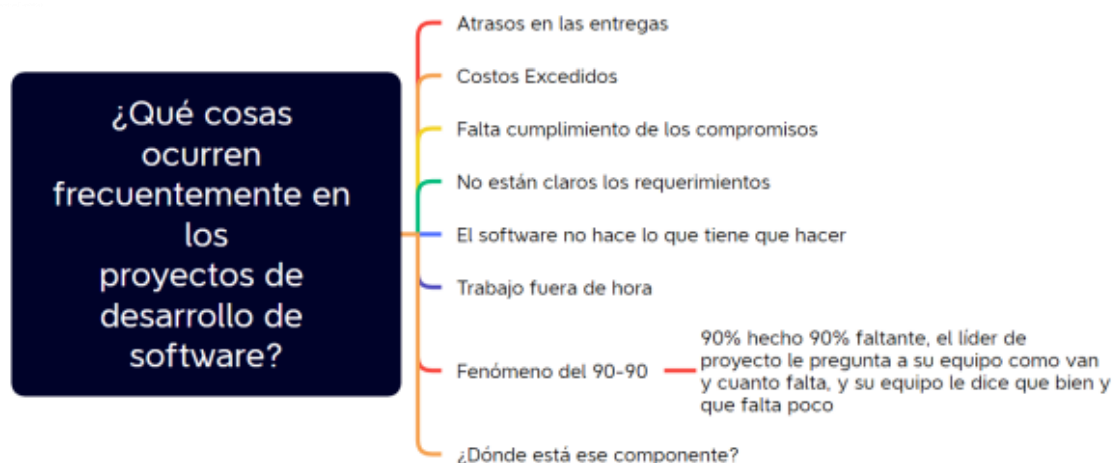 ¿Qué cosas
ocurren
frecuentemente en
los
proyectos de
desarrollo de
software?
Atrasos en las entregas
Costos Excedidos
Falta cumplimiento de los compromisos
No están claros los requerimientos
El software no hace lo que tiene que hacer
Trabajo fuera de hora
Fenómeno del 90-90
90% hecho 90% faltante, el líder de
proyecto le pregunta a su equipo como van
y cuanto falta, y su equipo le dice que bien y
que falta poco
¿Dónde está ese componente?